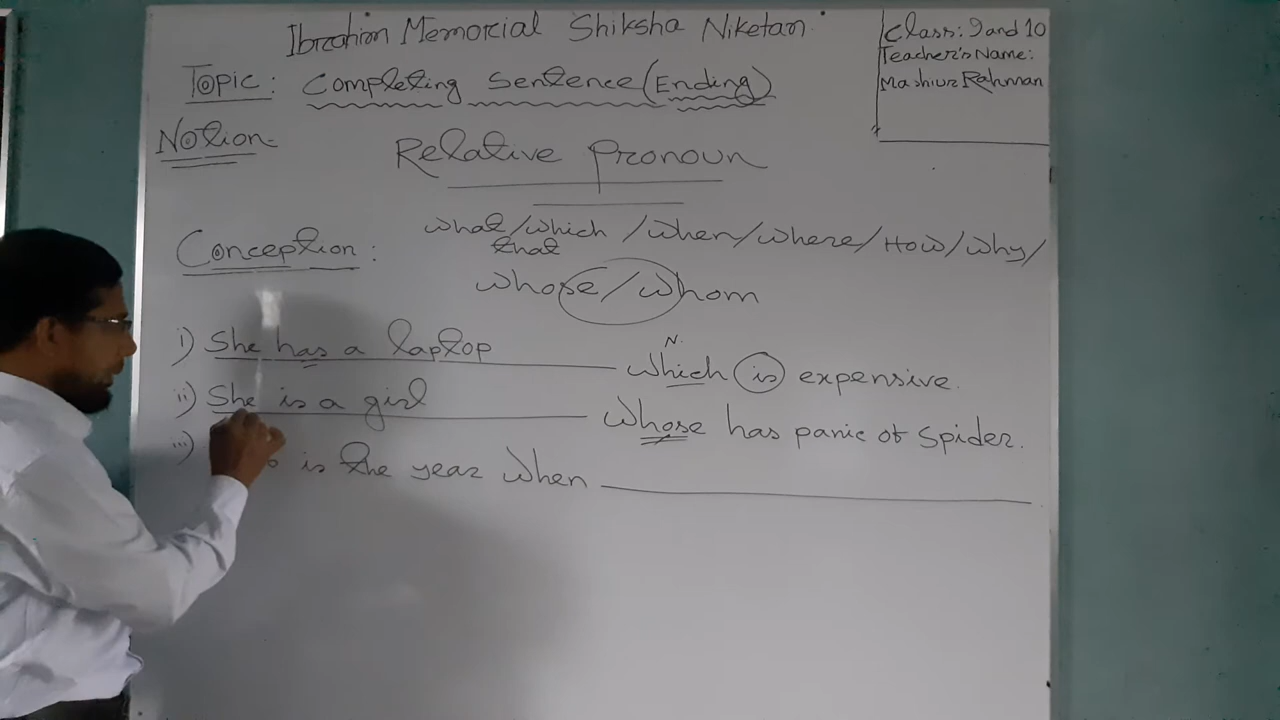 Ibrahim Memorial Shiksha Niketan
Class: 9 and 10
Teacher's Name:
Mashiur Rahman
Topic: Completing Sentence (Ending)
Notion-
Relative Pronoun
Conception:
what/which/when/where/How/why/
that
whose/whom
i) She has a laptop which is expensive.
N.
ii) She is a girl whose has panic of spider.
iii) is the year when